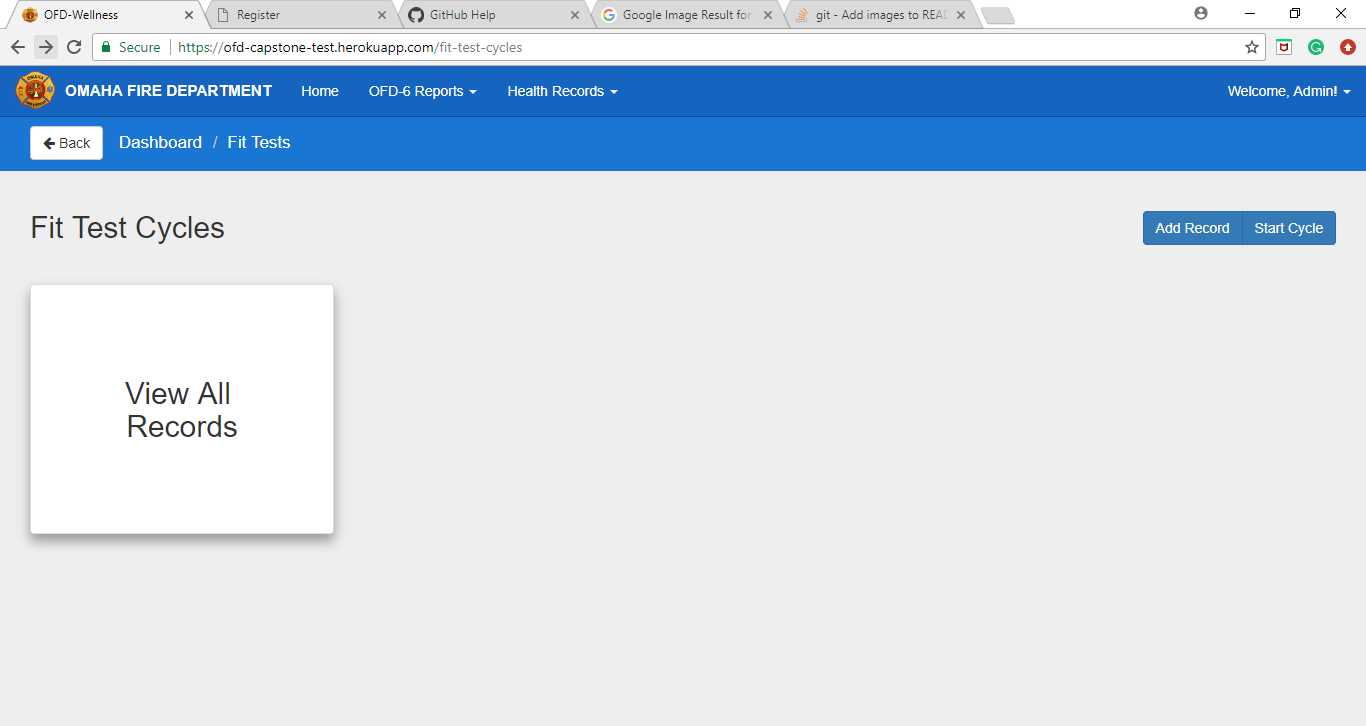 OFD-Wellness
Register
GitHub Help
Google Image Result for
git - Add images to READ
Secure
https://ofd-capstone-test.herokuapp.com/fit-test-cycles
OMAHA FIRE DEPARTMENT
Home
OFD-6 Reports
Health Records
Welcome, Admin!
Back
Dashboard / Fit Tests
Fit Test Cycles
Add Record
Start Cycle
View All
Records